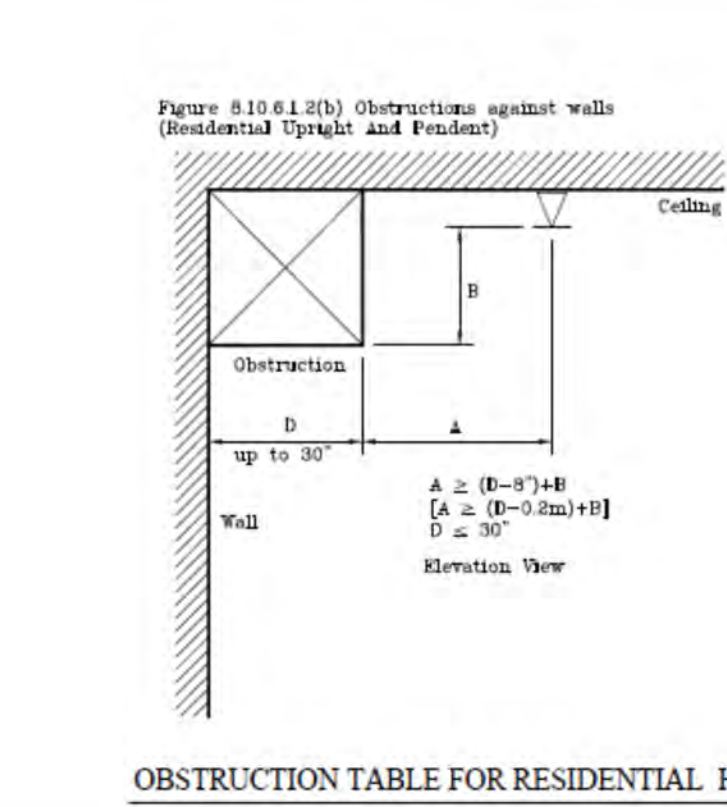 Figure 8.10.6.1.2(b) Obstructions against walls
(Residential Upright And Pendent)
Ceiling
B
Obstruction
D
A
up to 30"
A ≥ (D-8")+B
[A ≥ (D-0.2m)+B]
Wall
D ≤ 30"
Elevation View
OBSTRUCTION TABLE FOR RESIDENTIAL